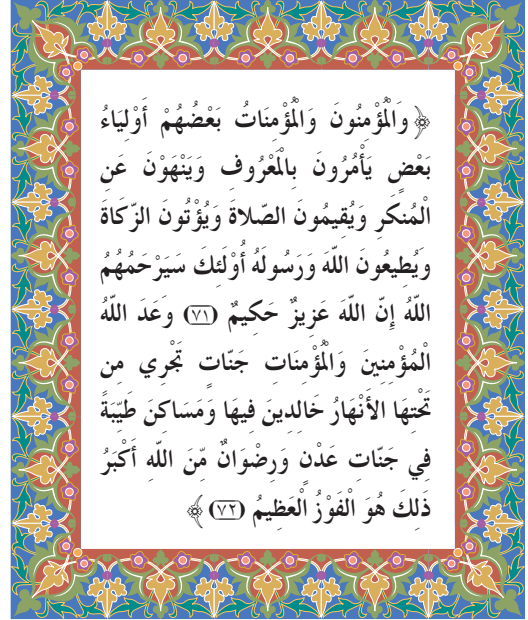 ﴿ وَالْمُؤْمِنُونَ وَالْمُؤْمِنَاتُ بَعْضُهُمْ أَوْلِيَاءُ
بَعْضٍ يَأْمُرُونَ بِالْمَعْرُوفِ وَيَنْهَوْنَ عَنِ
الْمُنكَرِ وَيُقِيمُونَ الصّلاةَ وَيُؤْتُونَ الزّكَاةَ
وَيُطِيعُونَ اللّهَ وَرَسُولَهُ أُوْلَئِكَ سَيَرْحَمُهُمُ
اللّهُ إِنّ اللّهَ عَزِيزٌ حَكِيمٌ (٧١) وَعَدَ اللّهُ
الْمُؤْمِنِينَ وَالْمُؤْمِنَاتِ جَنّاتٍ تَجْرِي مِن
تَحْتِهَا الأَنْهَارُ خَالِدِينَ فِيهَا وَمَسَاكِنَ طَيّبَةً
فِي جَنّاتِ عَدْنٍ وَرِضْوَانٌ مّنَ اللّهِ أَكْبَرُ
ذَلِكَ هُوَ الْفَوْزُ الْعَظِيمُ (٧٢) ﴾